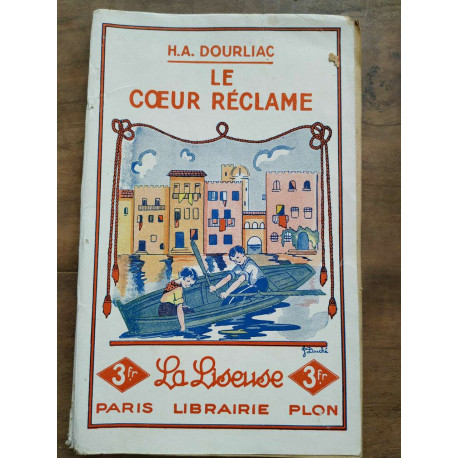 H.A. DOURLIAC
LE
CŒUR RÉCLAME
3fr La Liseuse 3fr
PARIS LIBRAIRIE PLON